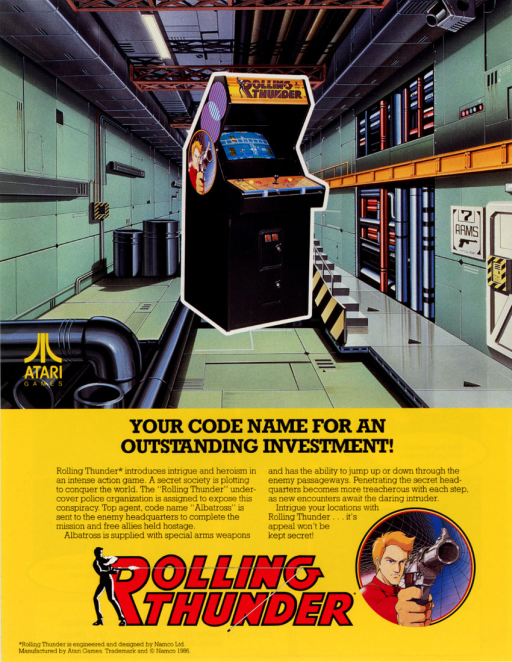 ROLLING
THUNDER
7
ARMS
ATARI
GAMES
YOUR CODE NAME FOR AN
OUTSTANDING INVESTMENT!
Rolling Thunder* introduces intrigue and heroism in
an intense action game. A secret society is plotting
to conquer the world. The "Rolling Thunder" under-
cover police organization is assigned to expose this
conspiracy. Top agent, code name "Albatross" is
sent to the enemy headquarters to complete the
mission and free allies held hostage.
Albatross is supplied with special arms weapons
and has the ability to jump up or down through the
enemy passageways. Penetrating the secret head-
quarters becomes more treacherous with each step,
as new encounters await the daring intruder.
Intrigue your locations with
Rolling Thunder . . . it's
appeal won't be
kept secret!
ROLLING
THUNDER
*Rolling Thunder is engineered and designed by Namco Ltd.
Manufactured by Atari Games. Trademark and © Namco 1986.